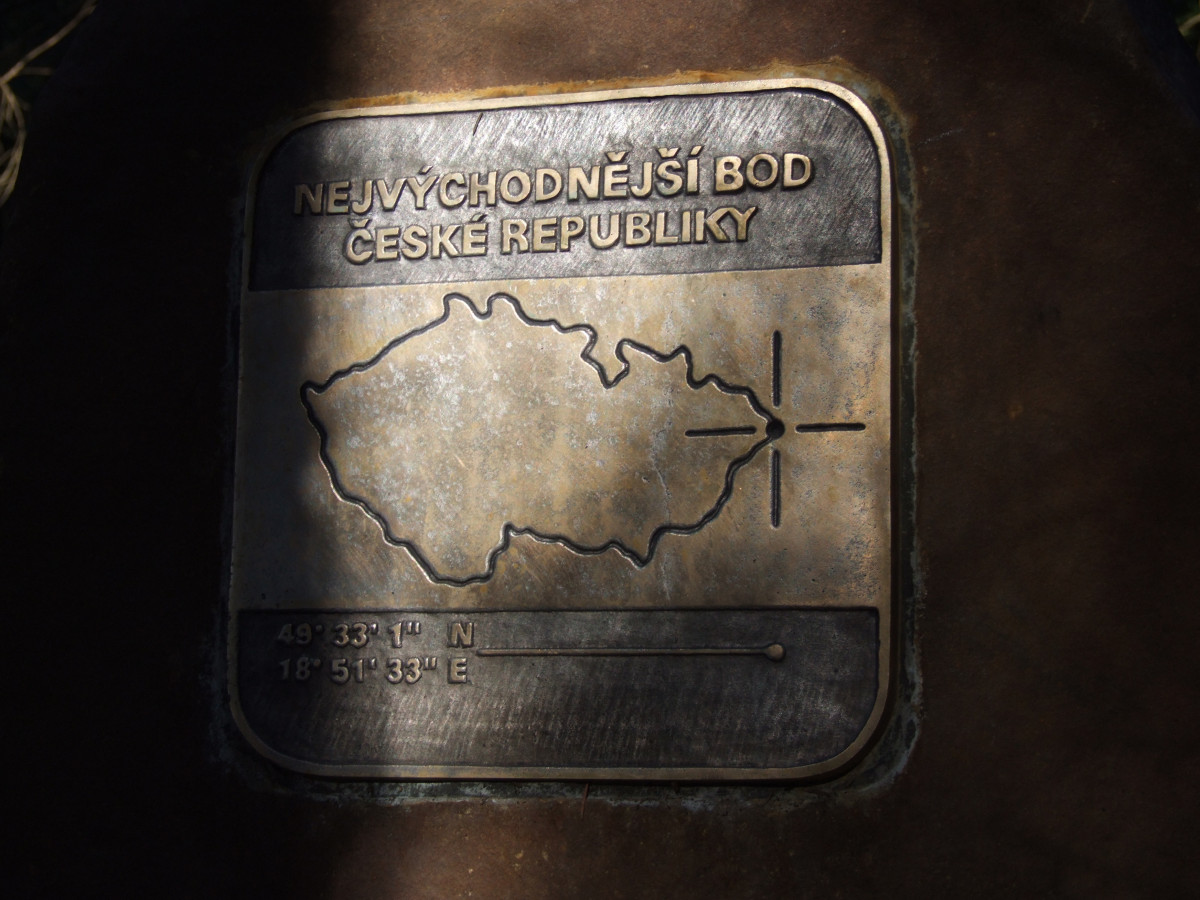 NEJVÝCHODNĚJŠÍ BOD
ČESKÉ REPUBLIKY
49° 33' 1" N
18° 51' 33" E